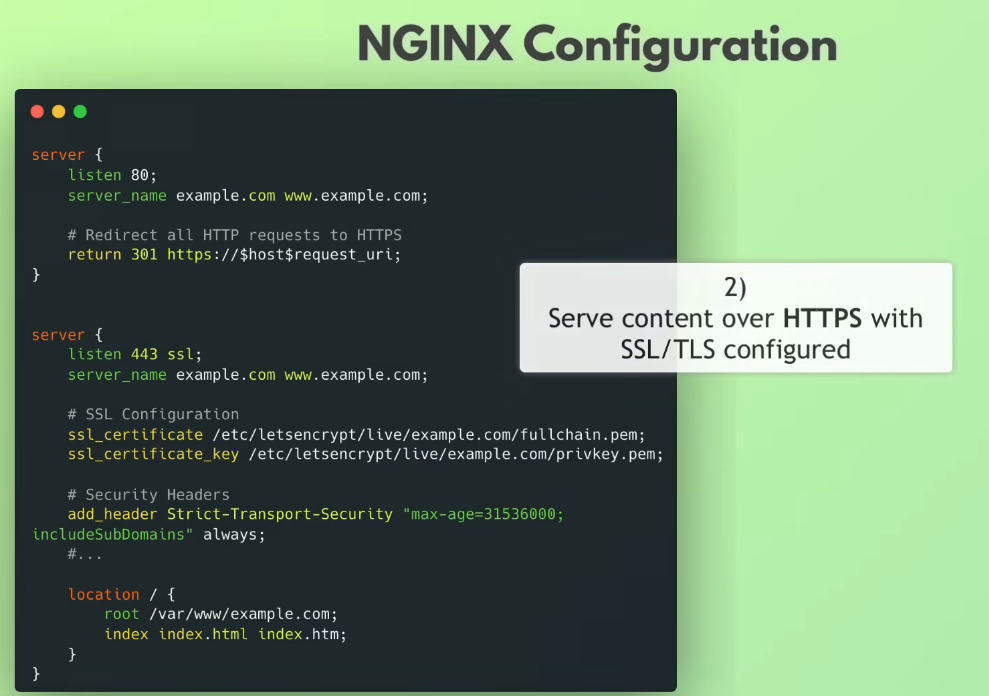 NGINX Configuration
server {
    listen 80;
    server_name example.com www.example.com;
    # Redirect all HTTP requests to HTTPS
    return 301 https://$host$request_uri;
}
server {
    listen 443 ssl;
    server_name example.com www.example.com;
    # SSL Configuration
    ssl_certificate /etc/letsencrypt/live/example.com/fullchain.pem;
    ssl_certificate_key /etc/letsencrypt/live/example.com/privkey.pem;
    # Security Headers
    add_header Strict-Transport-Security "max-age=31536000;
includeSubDomains" always;
    #...
    location / {
        root /var/www/example.com;
        index index.html index.htm;
    }
}
2)
Serve content over HTTPS with
SSL/TLS configured